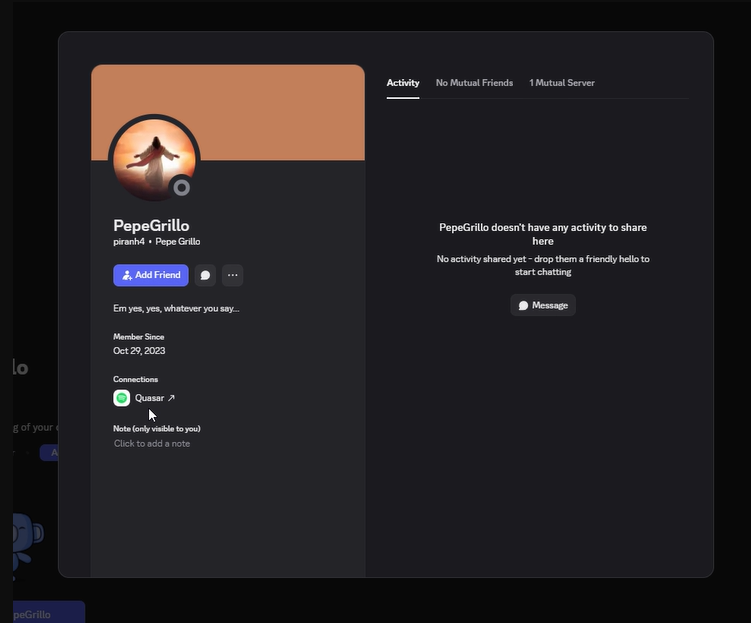 Activity No Mutual Friends 1 Mutual Server
PepeGrillo
piranh4 • Pepe Grillo
Add Friend
Em yes, yes, whatever you say...
Member Since
Oct 29, 2023
Connections
Quasar
Note (only visible to you)
Click to add a note
PepeGrillo doesn't have any activity to share
here
No activity shared yet - drop them a friendly hello to
start chatting
Message
lo
g of your
A
peGrillo